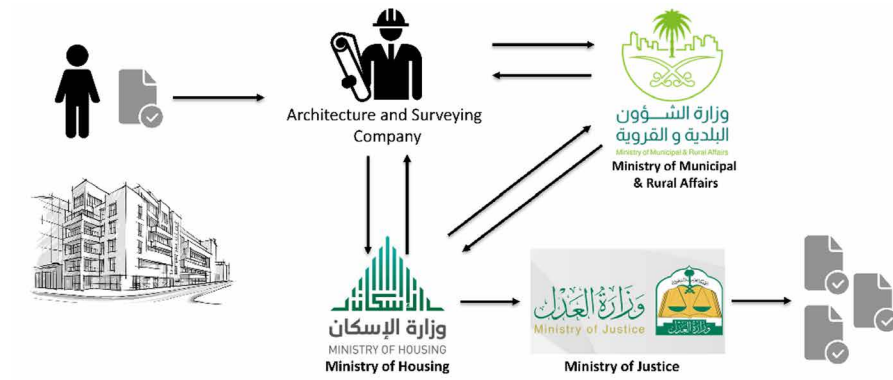 Architecture and Surveying
Company
وزارة الشــؤون
البلدية و القروية
Ministry of Municipal & Rural Affairs
Ministry of Municipal
& Rural Affairs
الإسكان
وزارة الإسكان
MINISTRY OF HOUSING
Ministry of Housing
وزارة العدل
Ministry of Justice
وزارة العدل
Ministry of Justice